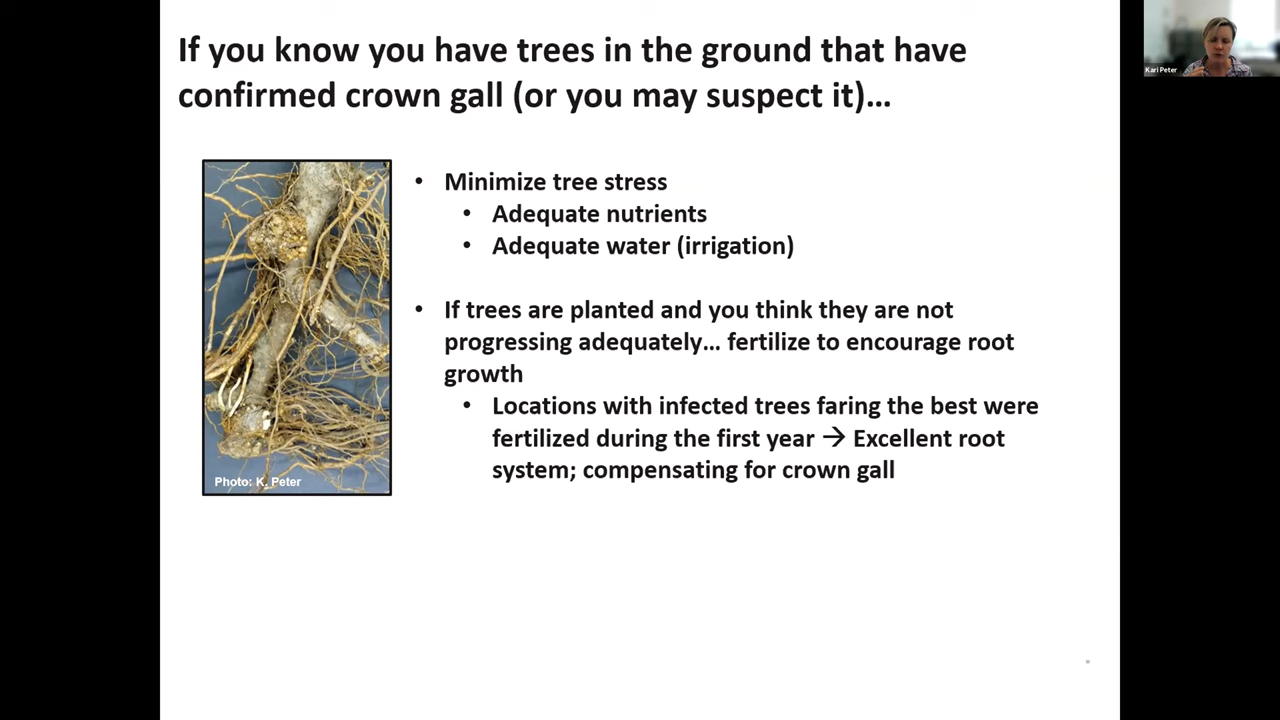 If you know you have trees in the ground that have
confirmed crown gall (or you may suspect it)...
Kari Peter
• Minimize tree stress
• Adequate nutrients
• Adequate water (irrigation)
• If trees are planted and you think they are not
progressing adequately... fertilize to encourage root
growth
• Locations with infected trees faring the best were
fertilized during the first year → Excellent root
system; compensating for crown gall
Photo: K. Peter